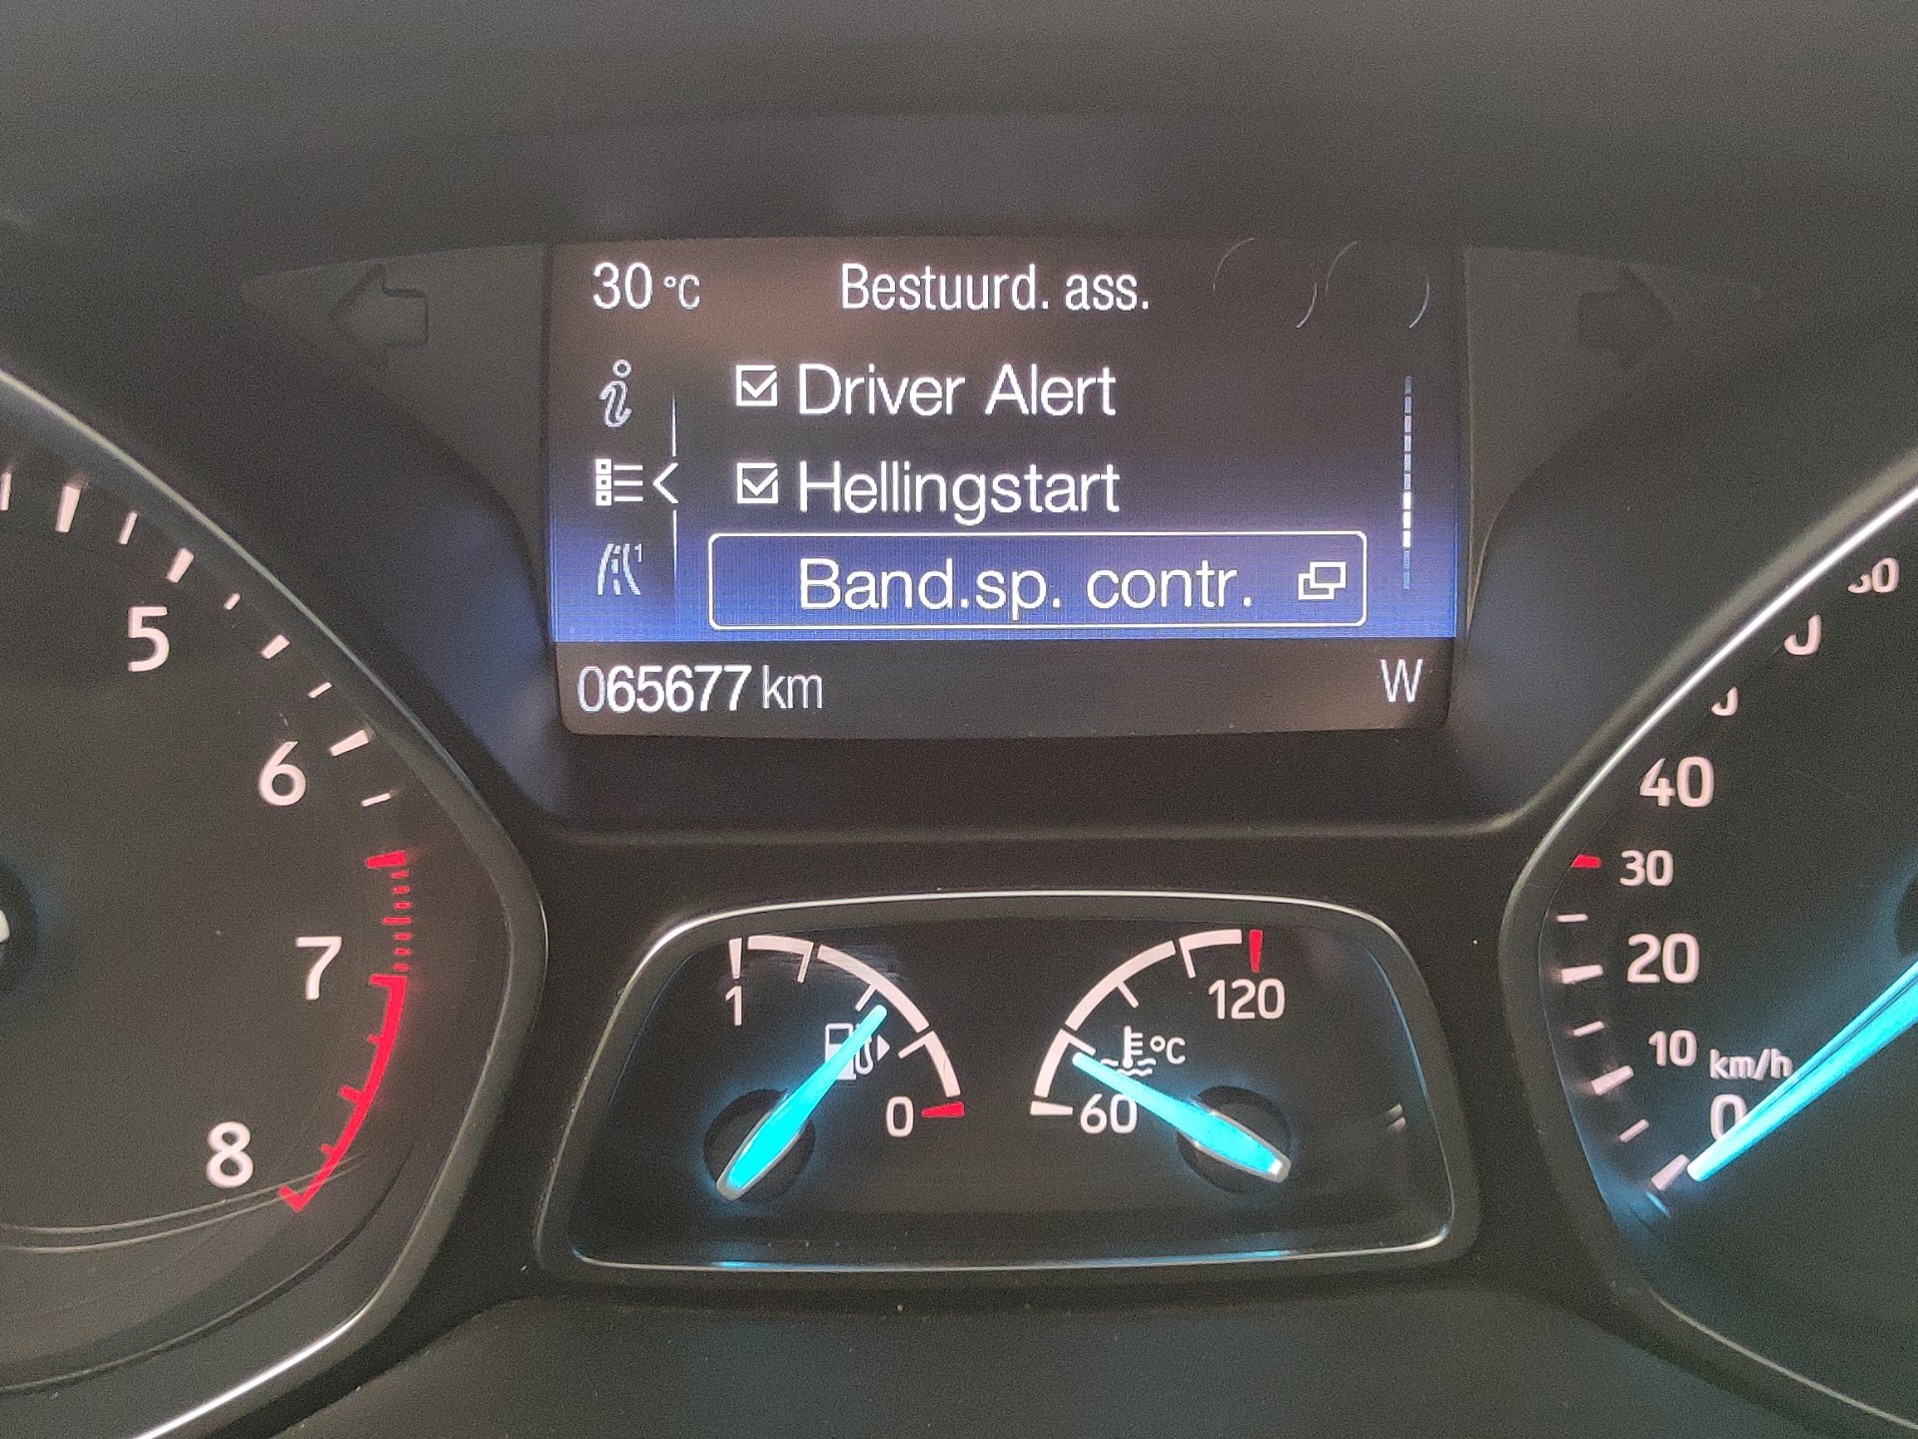 30 °C Bestuurd. ass.
Driver Alert
Hellingstart
1
Band.sp. contr.
065677 km W
5
6
7
8
1
0
120
60
°C
40
30
20
10 km/h
0